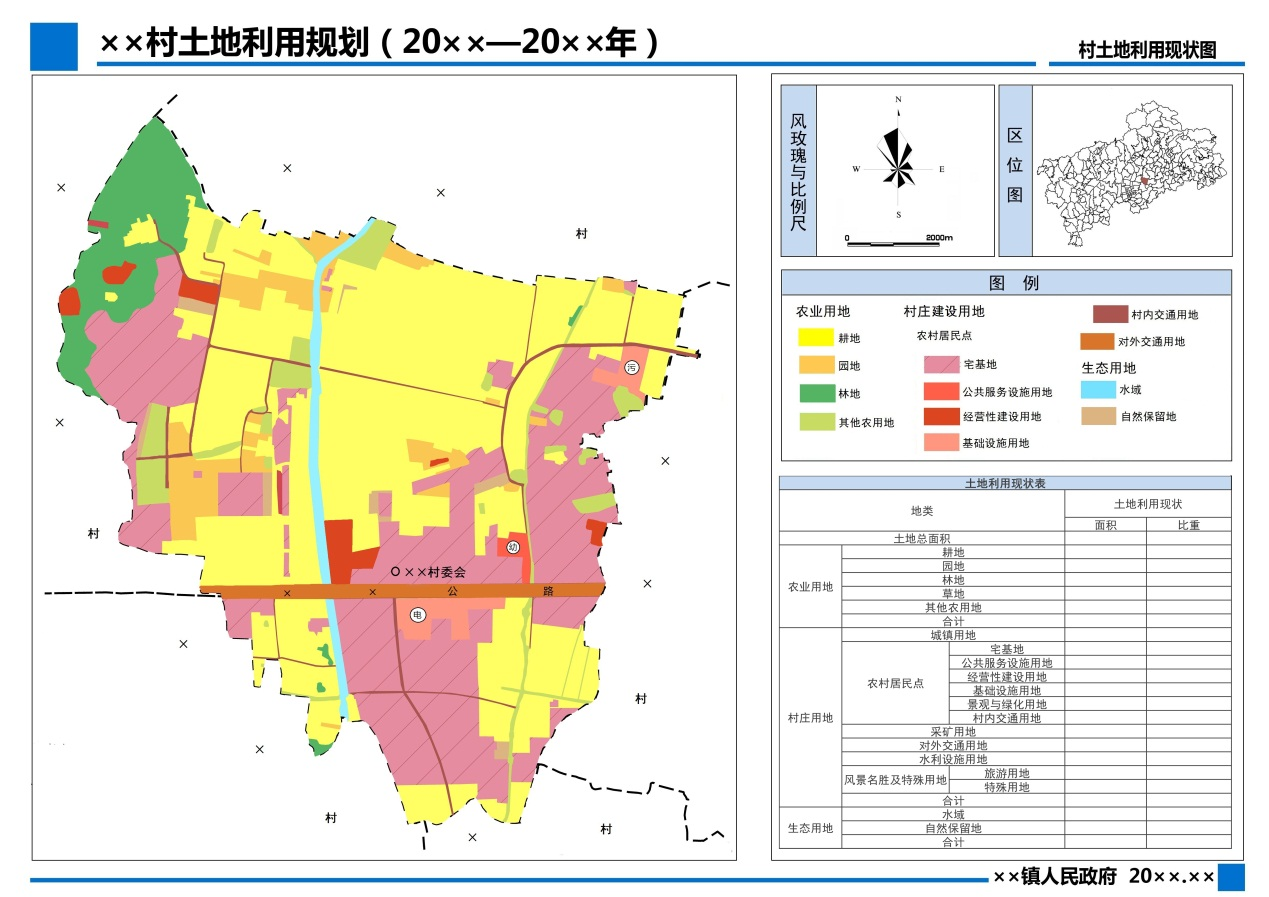 ××村土地利用规划（20××—20××年）
村土地利用现状图
×
×
×
村
×
×
村
×
×
村
×
村
×
村
污
幼
××村委会
× × 公 路
电
风玫瑰与比例尺
N
W E
S
0 2000m
区位图
图 例
农业用地
耕地
园地
林地
其他农用地
村庄建设用地
农村居民点
宅基地
公共服务设施用地
经营性建设用地
基础设施用地
村内交通用地
对外交通用地
生态用地
水域
自然保留地
土地利用现状表
地类 土地利用现状
面积 比重
土地总面积
农业用地
耕地
园地
林地
草地
其他农用地
合计
村庄用地
城镇用地
农村居民点
宅基地
公共服务设施用地
经营性建设用地
基础设施用地
景观与绿化用地
村内交通用地
采矿用地
对外交通用地
水利设施用地
风景名胜及特殊用地
旅游用地
特殊用地
合计
生态用地
水域
自然保留地
合计
××镇人民政府 20××.××